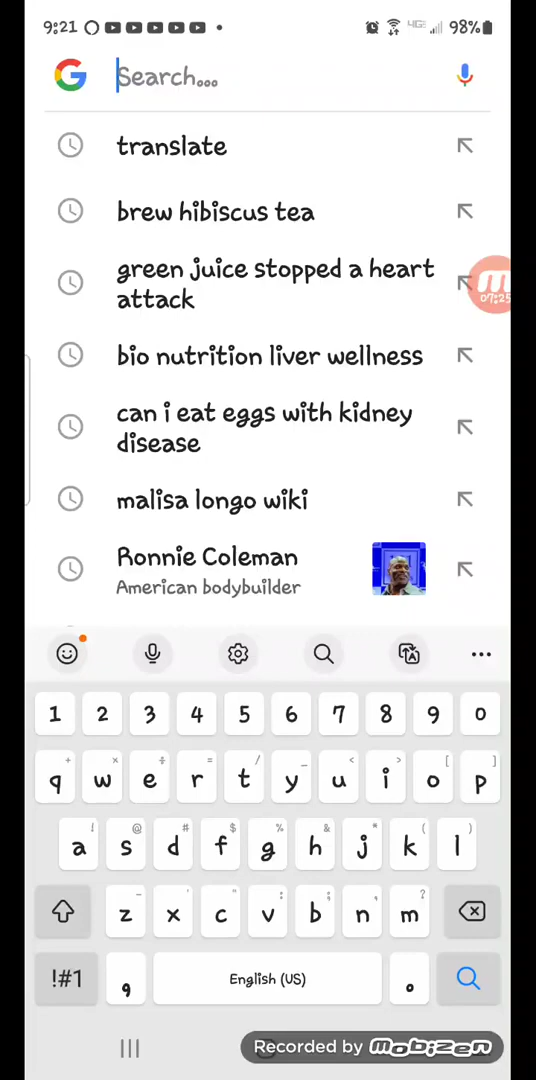 9:21 98%
Search...
translate
brew hibiscus tea
green juice stopped a heart
attack
07:25
bio nutrition liver wellness
can i eat eggs with kidney
disease
malisa longo wiki
Ronnie Coleman
American bodybuilder
1 2 3 4 5 6 7 8 9 0
+ × ÷ = / _ < > [ ]
q w e r t y u i o p
! @ # $ % & * ( )
a s d f g h j k l
- ' " : ; , ?
z x c v b n m
!#1 , English (US) .
Recorded by mobizen